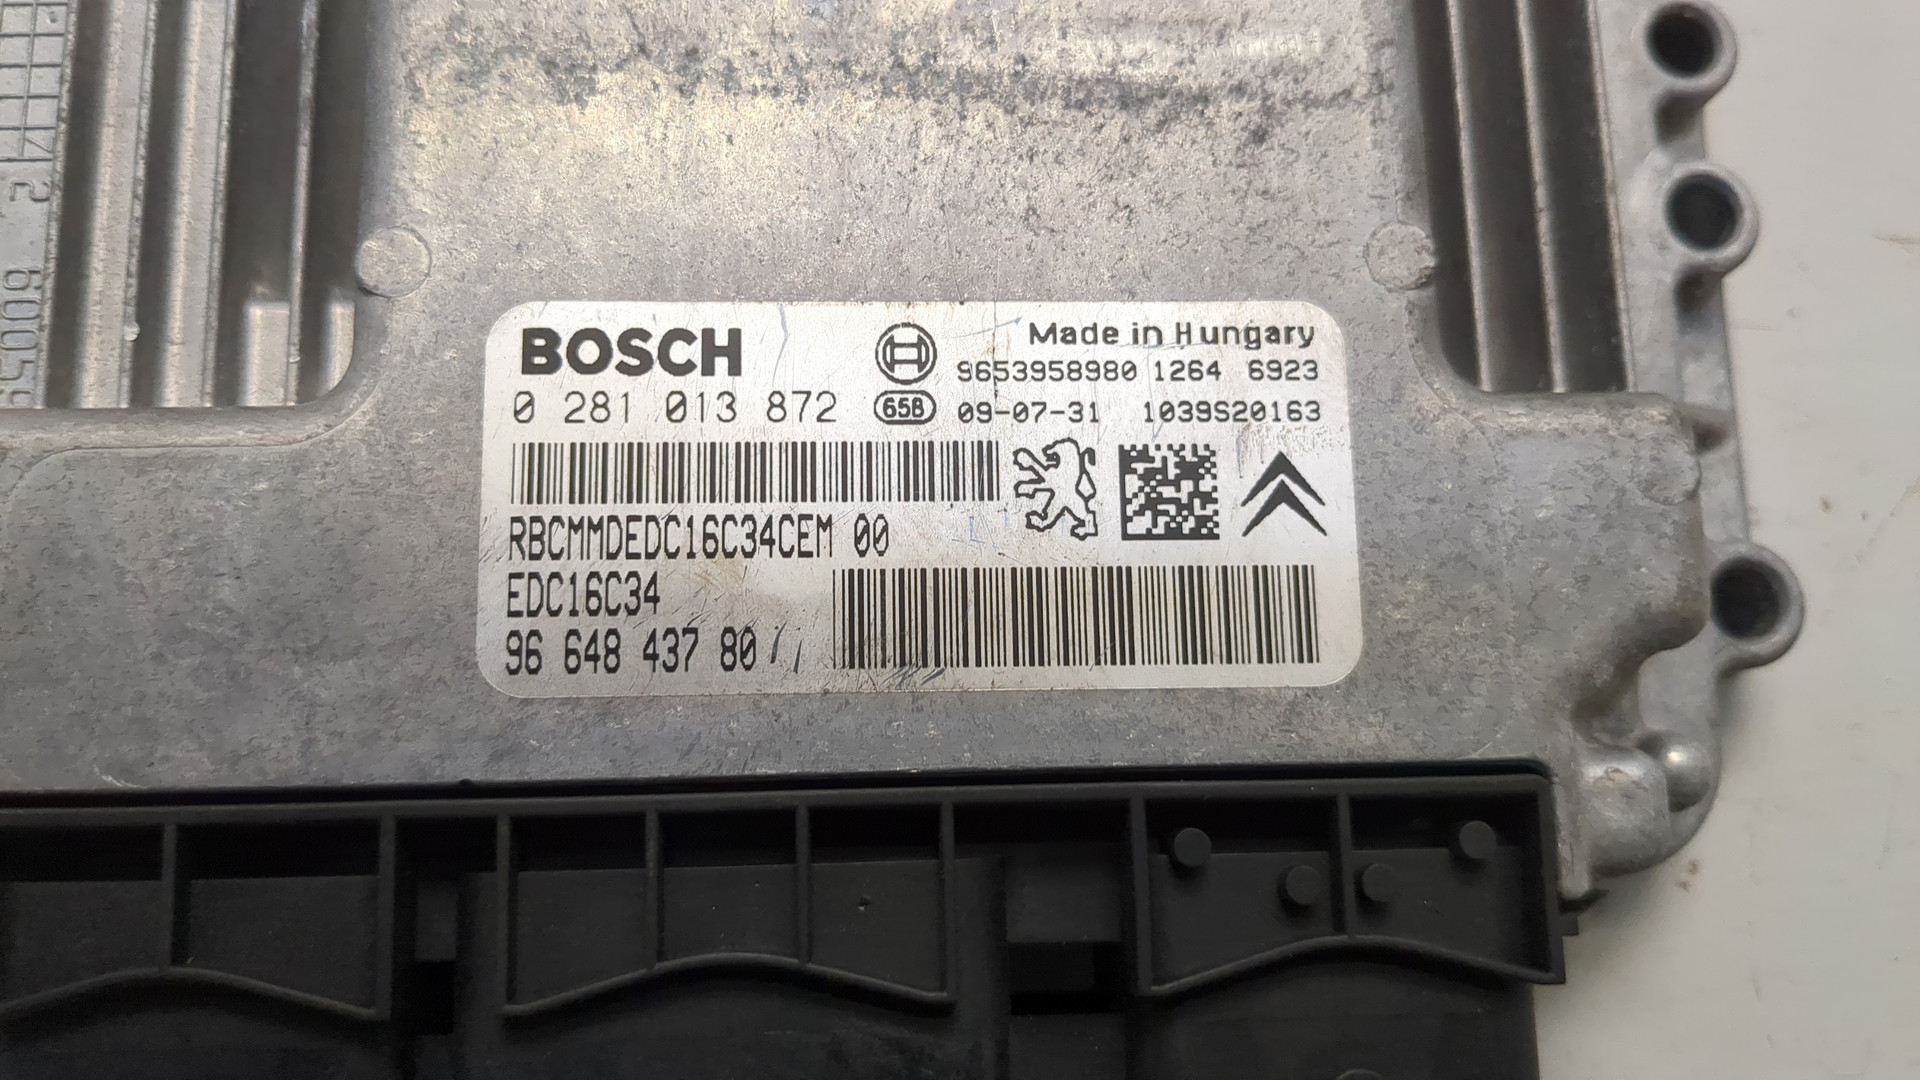 BOSCH
Made in Hungary
9653958980 1264 6923
0 281 013 872 65B 09-07-31 1039S20163
RBCMMDEDC16C34CEM 00
EDC16C34
96 648 437 80